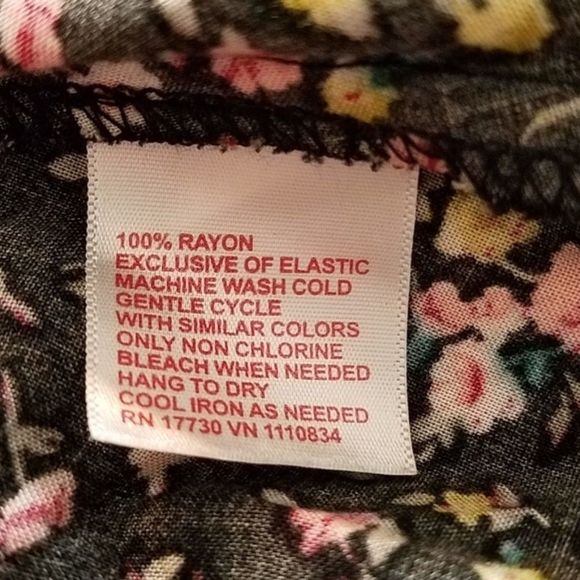 100% RAYON
EXCLUSIVE OF ELASTIC
MACHINE WASH COLD
GENTLE CYCLE
WITH SIMILAR COLORS
ONLY NON CHLORINE
BLEACH WHEN NEEDED
HANG TO DRY
COOL IRON AS NEEDED
RN 17730 VN 1110834